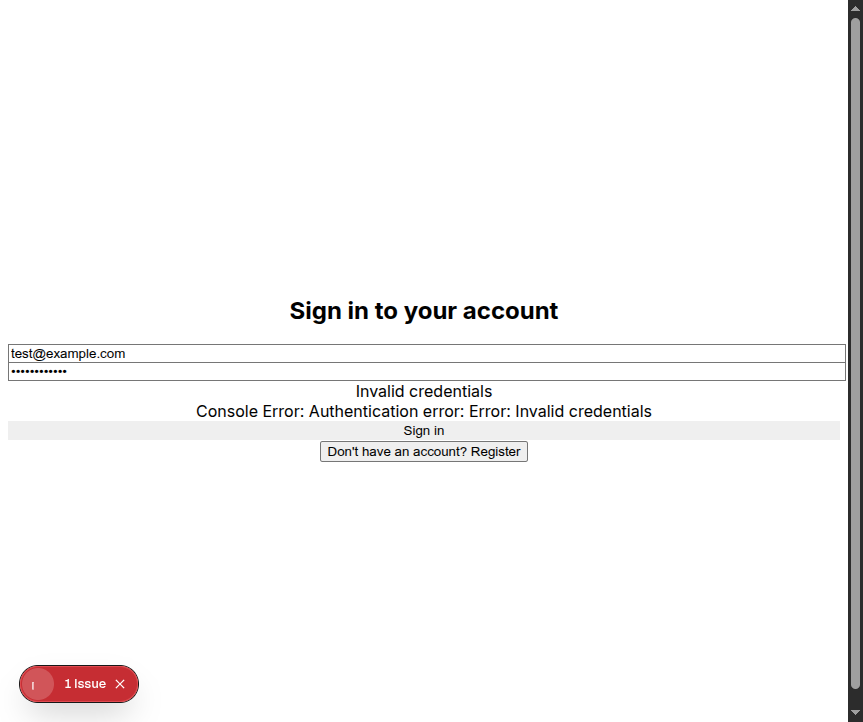 Sign in to your account
test@example.com
••••••••••••
Invalid credentials
Console Error: Authentication error: Error: Invalid credentials
Sign in
Don't have an account? Register
1 Issue